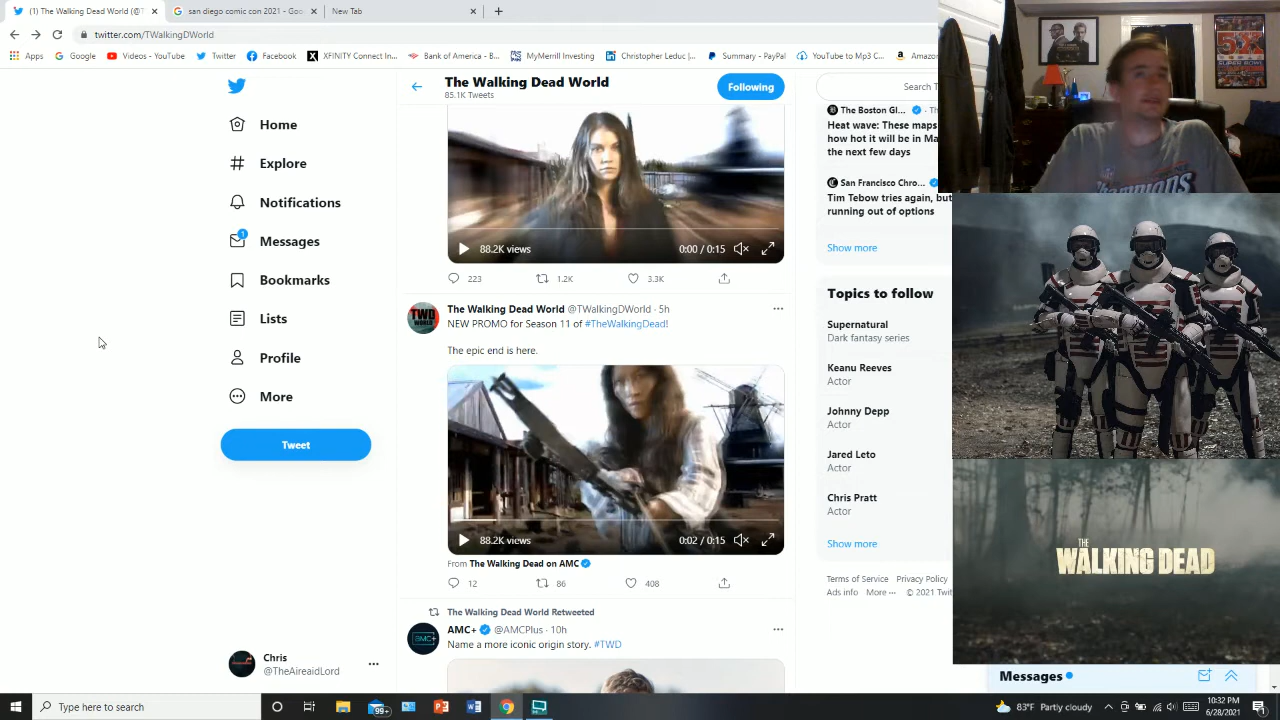 (1) The Walking Dead World (@T
san diego comic con 2021 - Goo
New Tab
twitter.com/TWalkingDWorld
Apps
Google
Videos - YouTube
Twitter
Facebook
XFINITY Connect:
Bank of America - B...
MyMerrill:
Christopher Leduc |...
Summary - PayPal
YouTube to Mp3 C...
Amazon
The Walking Dead World
85.1K Tweets
Following
Search T
Home
Explore
Notifications
1
Messages
Bookmarks
Lists
Profile
More
Tweet
Chris
@TheAireaidLord
88.2K views
0:00 / 0:15
223
1.2K
3.3K
TWD
WORLD
The Walking Dead World @TWalkingDWorld · 5h
NEW PROMO for Season 11 of #TheWalkingDead!
The epic end is here.
88.2K views
0:02 / 0:15
From The Walking Dead on AMC
12
86
408
The Walking Dead World Retweeted
AMC+ @AMCPlus · 10h
Name a more iconic origin story. #TWD
The Boston Gl...
Heat wave: These maps
how hot it will be in Ma
the next few days
San Francisco Chro...
Tim Tebow tries again, but
running out of options
Show more
Topics to follow
Supernatural
Dark fantasy series
Keanu Reeves
Actor
Johnny Depp
Actor
Jared Leto
Actor
Chris Pratt
Actor
Show more
Terms of Service Privacy Policy
Ads info More ··· © 2021 Twit
Messages
SUPER BOWL
Champions
THE
WALKING DEAD
Type here to search
99+
83°F Partly cloudy
10:32 PM
6/28/2021
1